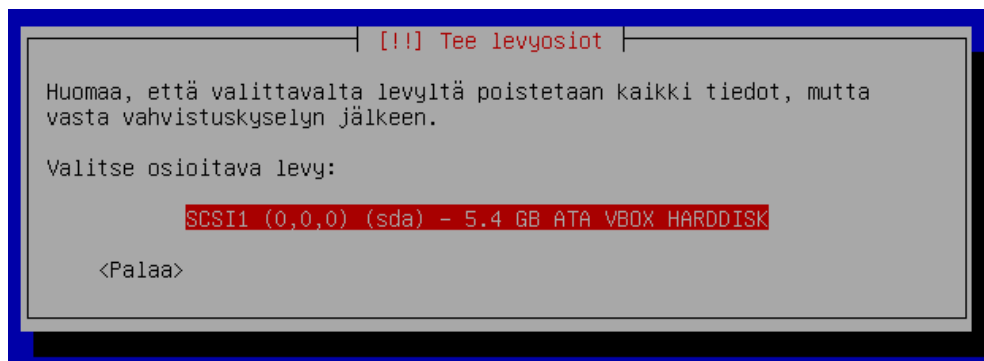 [!!] Tee levyosiot
Huomaa, että valittavalta levyltä poistetaan kaikki tiedot, mutta
vasta vahvistuskyselyn jälkeen.
Valitse osioitava levy:
SCSI1 (0,0,0) (sda) - 5.4 GB ATA VBOX HARDDISK
<Palaa>